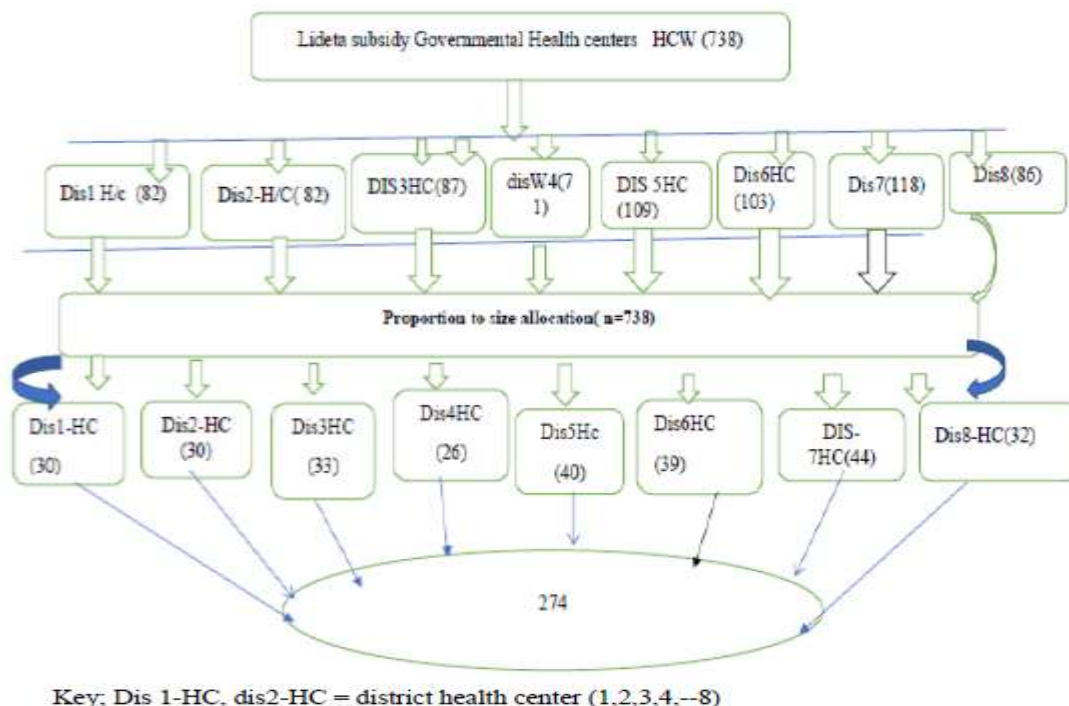 Lideta subsidy Governmental Health centers HCW (738)
Dis1 H/c (82)
Dis2-H/C( 82)
DIS3HC(87)
disW4(7
1)
DIS 5HC
(109)
Dis6HC
(103)
Dis7(118)
Dis8(86)
Proportion to size allocation( n=738)
Dis1-HC
(30)
Dis2-HC
(30)
Dis3HC
(33)
Dis4HC
(26)
Dis5Hc
(40)
Dis6HC
(39)
DIS-
7HC(44)
Dis8-HC(32)
274
Key; Dis 1-HC, dis2-HC = district health center (1,2,3,4,--8)